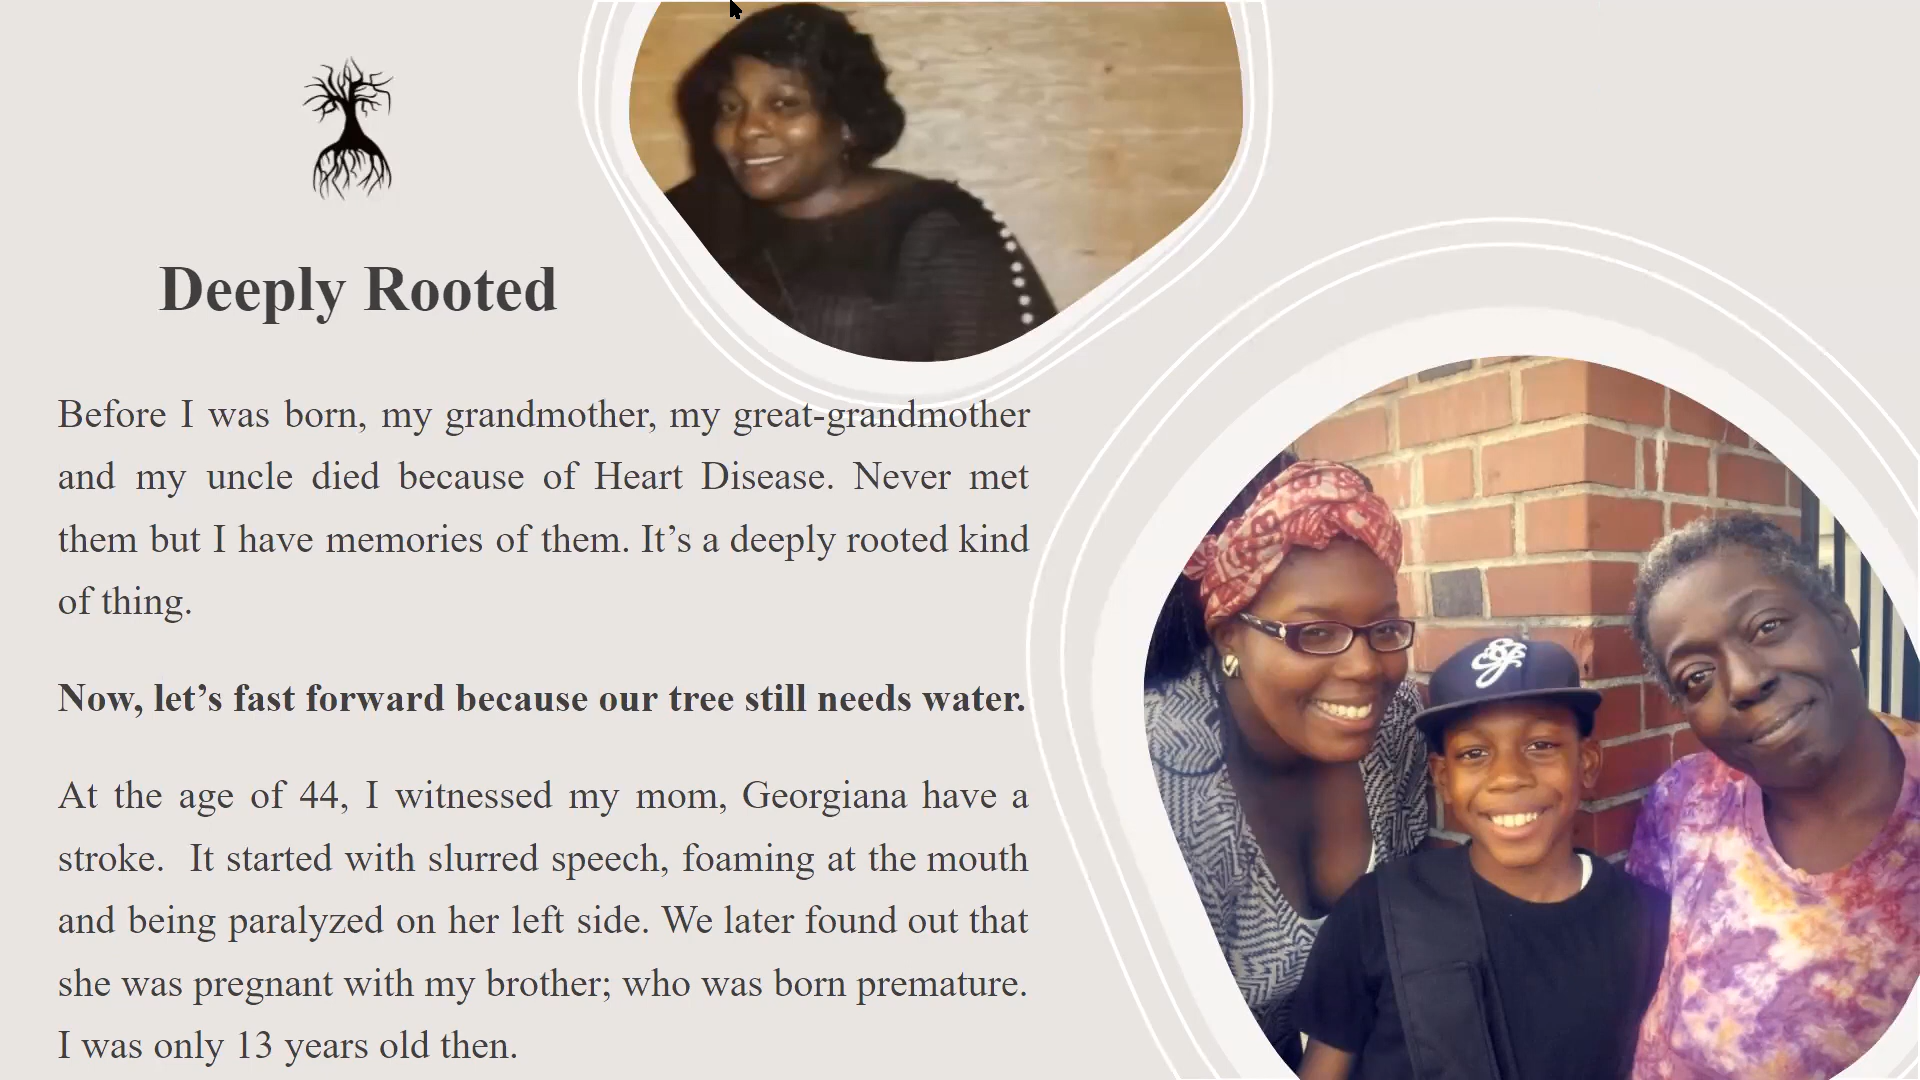 Deeply Rooted
Before I was born, my grandmother, my great-grandmother
and my uncle died because of Heart Disease. Never met
them but I have memories of them. It’s a deeply rooted kind
of thing.
Now, let’s fast forward because our tree still needs water.
At the age of 44, I witnessed my mom, Georgiana have a
stroke.  It started with slurred speech, foaming at the mouth
and being paralyzed on her left side. We later found out that
she was pregnant with my brother; who was born premature.
I was only 13 years old then.